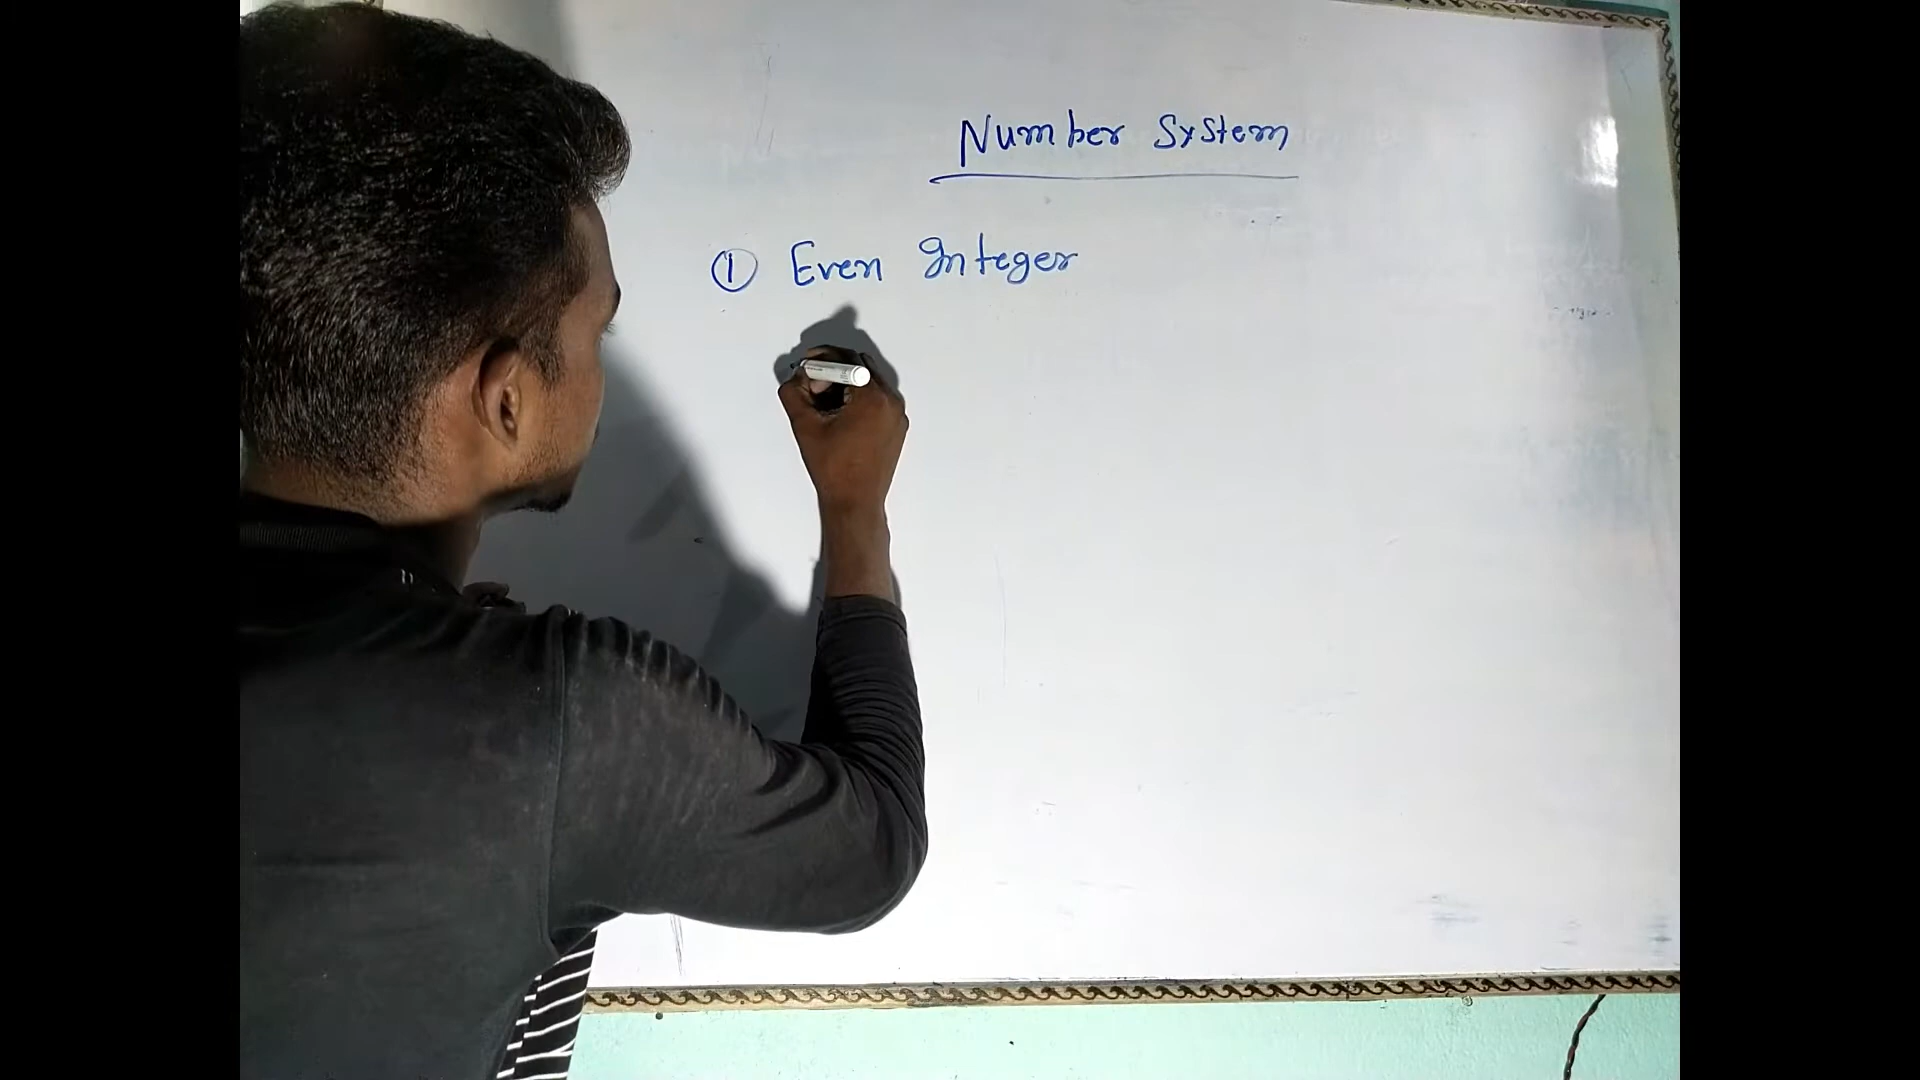 Number System
① Even Integer